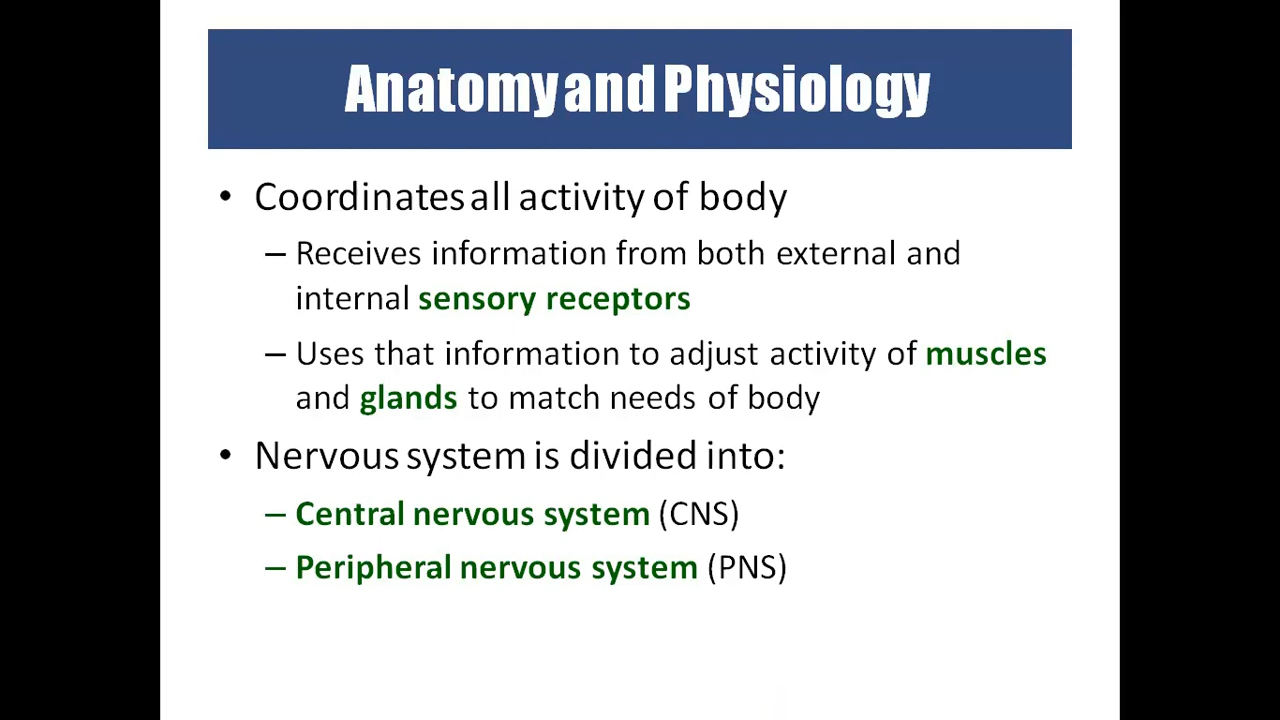 Anatomy and Physiology
• Coordinates all activity of body
– Receives information from both external and
internal sensory receptors
– Uses that information to adjust activity of muscles
and glands to match needs of body
• Nervous system is divided into:
– Central nervous system (CNS)
– Peripheral nervous system (PNS)